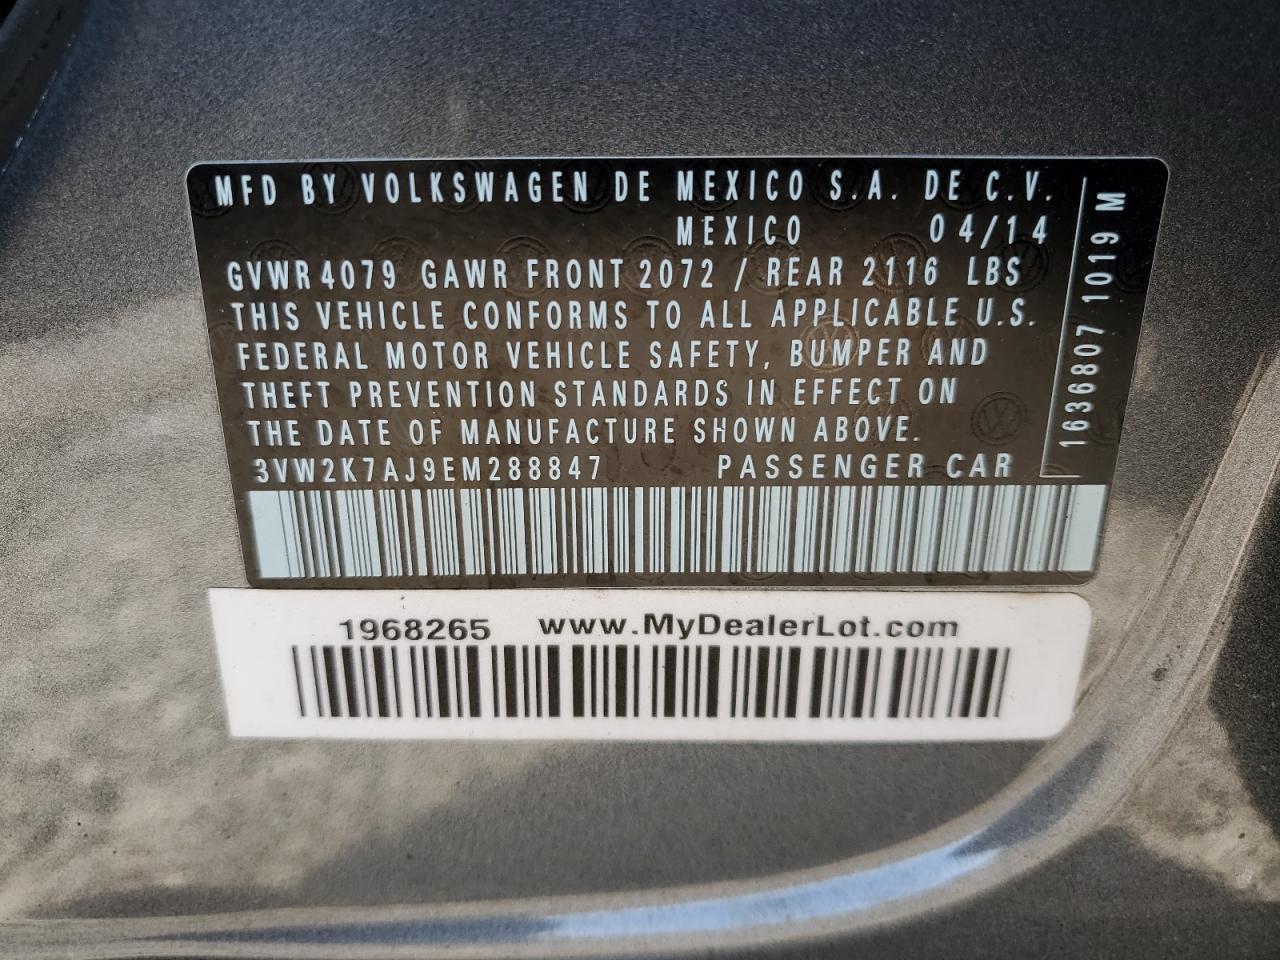 MFD BY VOLKSWAGEN DE MEXICO S.A. DE C.V.
MEXICO 04/14
GVWR 4079 GAWR FRONT 2072 / REAR 2116 LBS
THIS VEHICLE CONFORMS TO ALL APPLICABLE U.S.
FEDERAL MOTOR VEHICLE SAFETY, BUMPER AND
THEFT PREVENTION STANDARDS IN EFFECT ON
THE DATE OF MANUFACTURE SHOWN ABOVE.
3VW2K7AJ9EM288847 PASSENGER CAR
1636807 1019 M
1968265 www.MyDealerLot.com